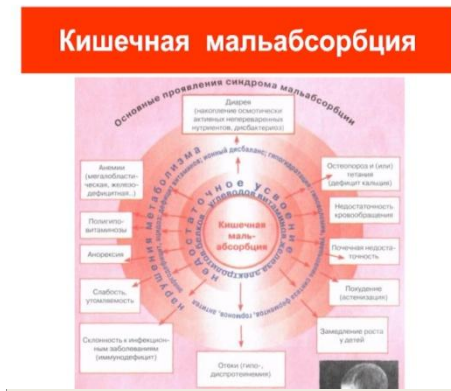 Кишечная мальабсорбция
Основные проявления синдрома мальабсорбции
Диарея
(накопление осмотически
активных непереваренных
нутриентов, дисбактериоз)
Анемии
(мегалобласти-
ческая, железо-
дефицитная..)
Полигипо-
витаминозы
Анорексия
Слабость,
утомляемость
Склонность к инфекцион-
ным заболеваниям
(иммунодефицит)
Отеки (гипо-,
диспротеинемия)
Остеопороз и (или)
тетания
(дефицит кальция)
Недостаточность
кровообращения
Почечная недоста-
точность
Похудение
(астенизация)
Замедление роста
у детей
нарушения метаболизма
недостаточное усвоение
Кишечная
маль-
абсорбция